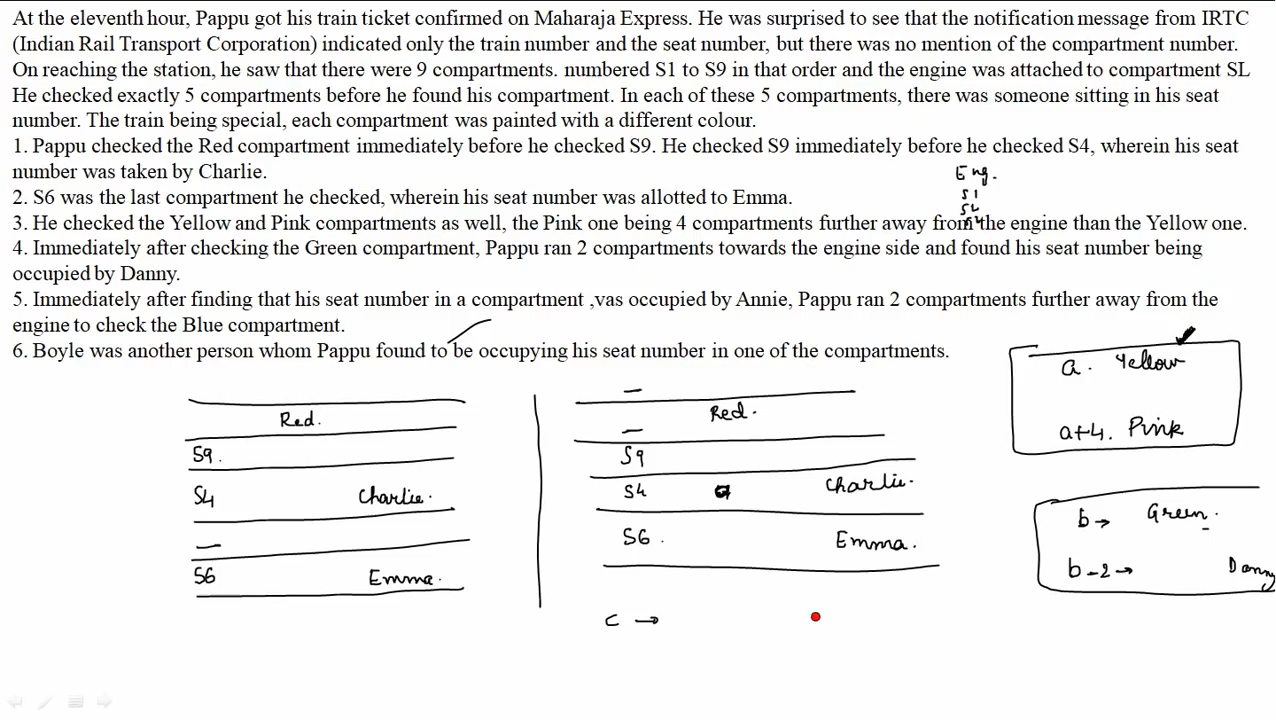 At the eleventh hour, Pappu got his train ticket confirmed on Maharaja Express. He was surprised to see that the notification message from IRTC
(Indian Rail Transport Corporation) indicated only the train number and the seat number, but there was no mention of the compartment number.
On reaching the station, he saw that there were 9 compartments. numbered S1 to S9 in that order and the engine was attached to compartment SL
He checked exactly 5 compartments before he found his compartment. In each of these 5 compartments, there was someone sitting in his seat
number. The train being special, each compartment was painted with a different colour.
1. Pappu checked the Red compartment immediately before he checked S9. He checked S9 immediately before he checked S4, wherein his seat
number was taken by Charlie.
Eng.
S1
2. S6 was the last compartment he checked, wherein his seat number was allotted to Emma.
S2
3. He checked the Yellow and Pink compartments as well, the Pink one being 4 compartments further away from the engine than the Yellow one.
4. Immediately after checking the Green compartment, Pappu ran 2 compartments towards the engine side and found his seat number being
occupied by Danny.
5. Immediately after finding that his seat number in a compartment ,vas occupied by Annie, Pappu ran 2 compartments further away from the
engine to check the Blue compartment.
6. Boyle was another person whom Pappu found to be occupying his seat number in one of the compartments.
Red.
S9.
S4 Charlie.
S6 Emma.
Red.
S9
S4 Charlie.
S6. Emma.
c →
a. Yellow
a+4. Pink
b → Green.
b-2 → Danny